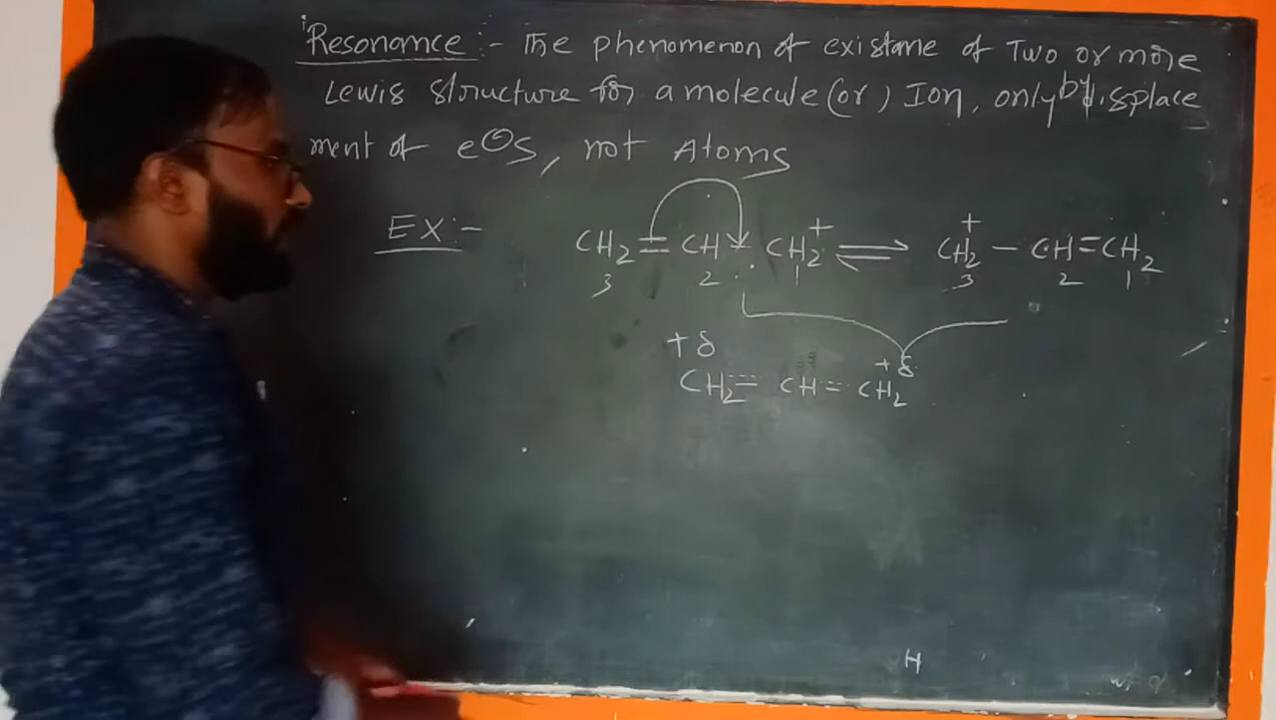 Resonance :- The phenomenon of existane of Two or more
Lewis structure for a molecule (or) Ion, only by displace
ment of e⊖s, not Atoms
EX:- CH2 = CH - CH2+ ⇌ CH2+ - CH = CH2
3 2 1 3 2 1
+δ +δ
CH2 = CH = CH2
H